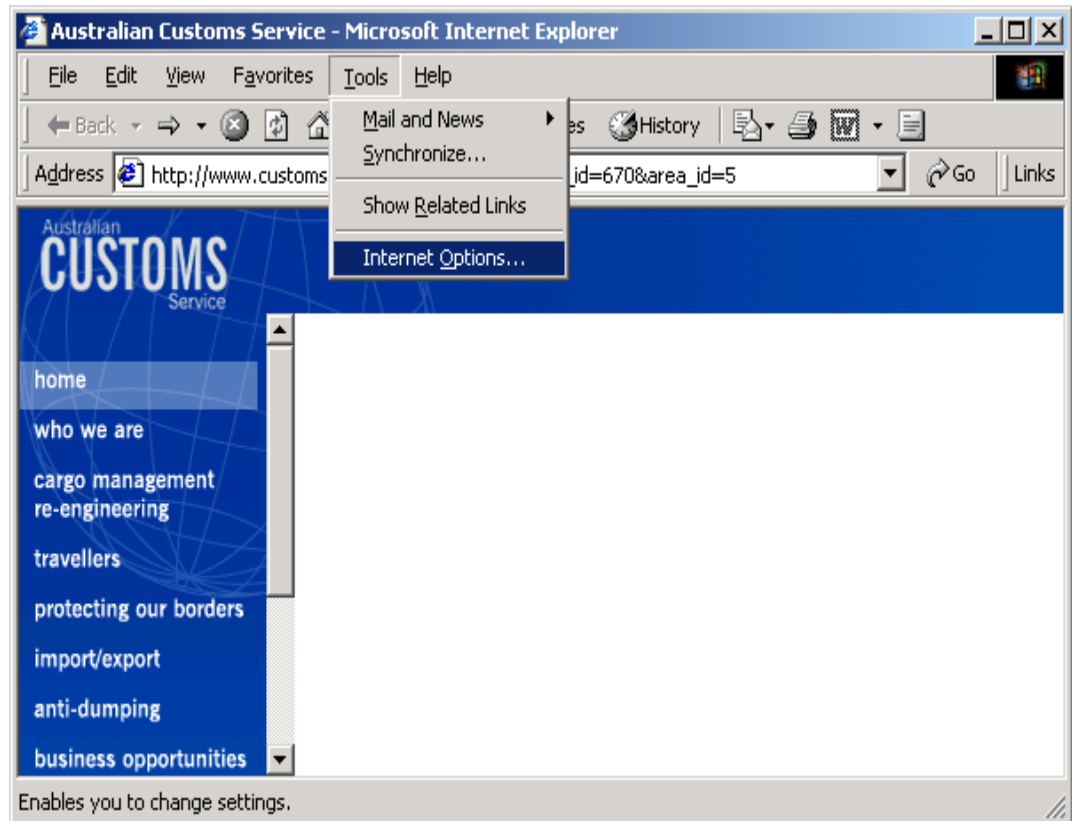 Australian Customs Service - Microsoft Internet Explorer
File Edit View Favorites Tools Help
Back es History
Mail and News
Synchronize...
Show Related Links
Internet Options...
Address http://www.customs _id=670&area_id=5 Go Links
Australian
CUSTOMS
Service
home
who we are
cargo management
re-engineering
travellers
protecting our borders
import/export
anti-dumping
business opportunities
Enables you to change settings.